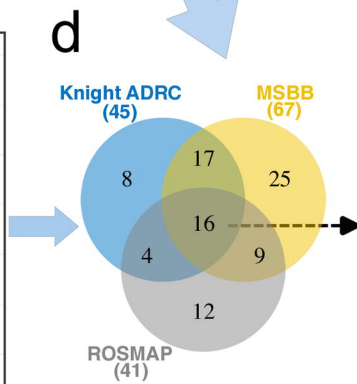 d
Knight ADRC
(45)
MSBB
(67)
17
8
25
16
4
9
12
ROSMAP
(41)